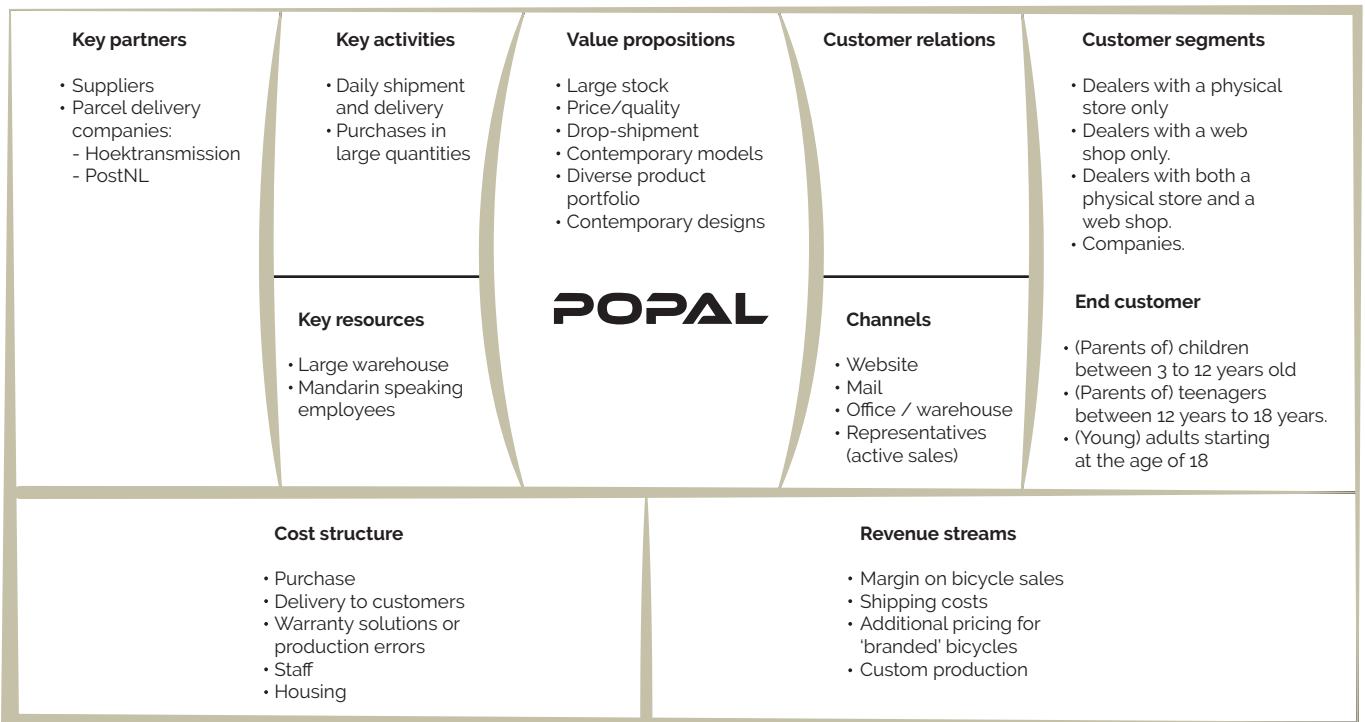 Key partners
• Suppliers
• Parcel delivery
companies:
- Hoektransmission
- PostNL
Key activities
• Daily shipment
and delivery
• Purchases in
large quantities
Key resources
• Large warehouse
• Mandarin speaking
employees
Value propositions
• Large stock
• Price/quality
• Drop-shipment
• Contemporary models
• Diverse product
portfolio
• Contemporary designs
POPAL
Customer relations
Channels
• Website
• Mail
• Office / warehouse
• Representatives
(active sales)
Customer segments
• Dealers with a physical
store only
• Dealers with a web
shop only.
• Dealers with both a
physical store and a
web shop.
• Companies.
End customer
• (Parents of) children
between 3 to 12 years old
• (Parents of) teenagers
between 12 years to 18 years.
• (Young) adults starting
at the age of 18
Cost structure
• Purchase
• Delivery to customers
• Warranty solutions or
production errors
• Staff
• Housing
Revenue streams
• Margin on bicycle sales
• Shipping costs
• Additional pricing for
‘branded’ bicycles
• Custom production